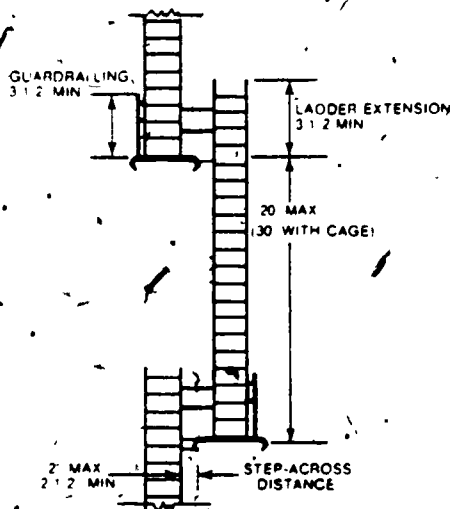 GUARDRAILING,
3 1 2 MIN
LADDER EXTENSION
3 1 2 MIN
20 MAX
(30 WITH CAGE)
2' MAX
2 1 2 MIN
STEP-ACROSS
DISTANCE